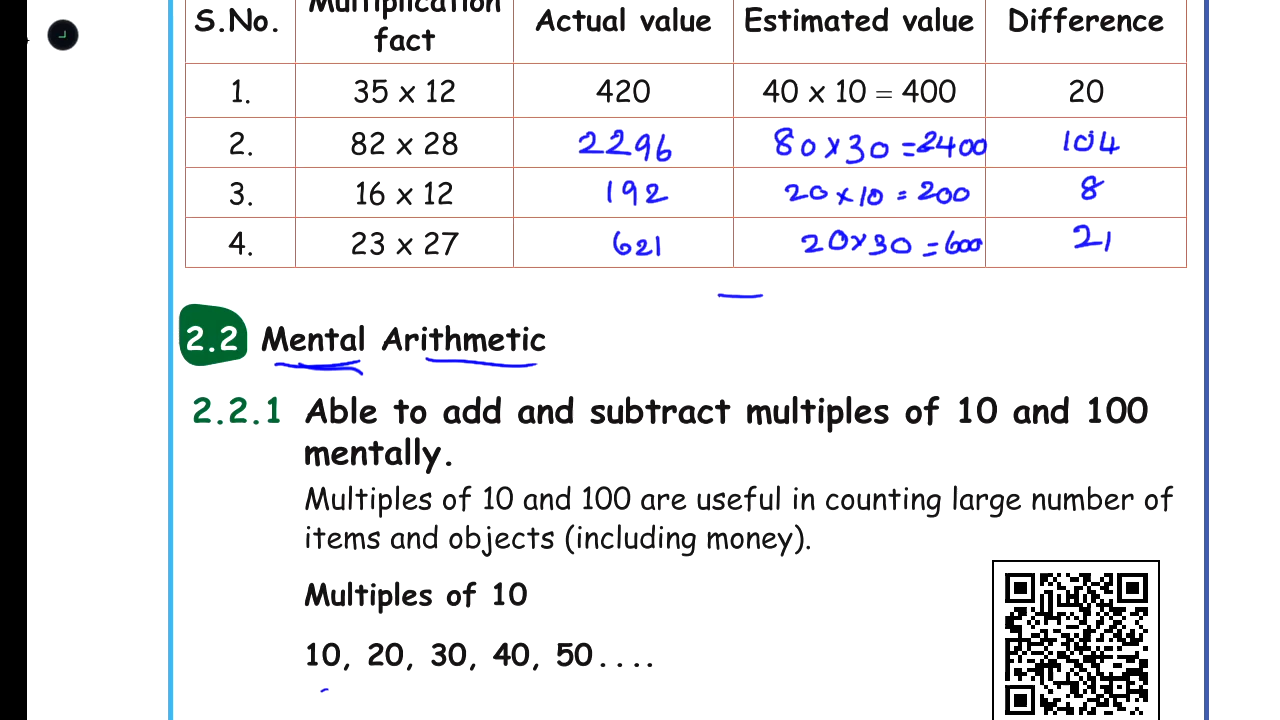 S.No. Multiplication fact Actual value Estimated value Difference
1. 35 x 12 420 40 x 10 = 400 20
2. 82 x 28 2296 80 x 30 = 2400 104
3. 16 x 12 192 20 x 10 = 200 8
4. 23 x 27 621 20 x 30 = 600 21
2.2 Mental Arithmetic
2.2.1 Able to add and subtract multiples of 10 and 100
mentally.
Multiples of 10 and 100 are useful in counting large number of
items and objects (including money).
Multiples of 10
10, 20, 30, 40, 50....